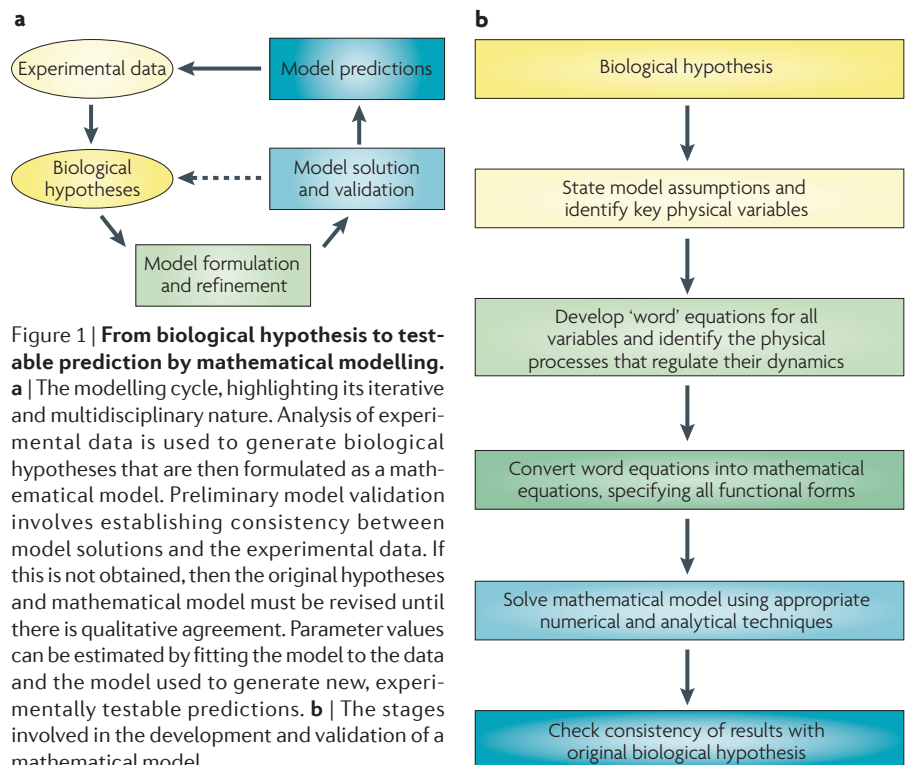 a
Experimental data
Model predictions
Biological
hypotheses
Model solution
and validation
Model formulation
and refinement
Figure 1 | From biological hypothesis to test-
able prediction by mathematical modelling.
a | The modelling cycle, highlighting its iterative
and multidisciplinary nature. Analysis of experi-
mental data is used to generate biological
hypotheses that are then formulated as a math-
ematical model. Preliminary model validation
involves establishing consistency between
model solutions and the experimental data. If
this is not obtained, then the original hypotheses
and mathematical model must be revised until
there is qualitative agreement. Parameter values
can be estimated by fitting the model to the data
and the model used to generate new, experi-
mentally testable predictions. b | The stages
involved in the development and validation of a
mathematical model.
b
Biological hypothesis
State model assumptions and
identify key physical variables
Develop ‘word’ equations for all
variables and identify the physical
processes that regulate their dynamics
Convert word equations into mathematical
equations, specifying all functional forms
Solve mathematical model using appropriate
numerical and analytical techniques
Check consistency of results with
original biological hypothesis